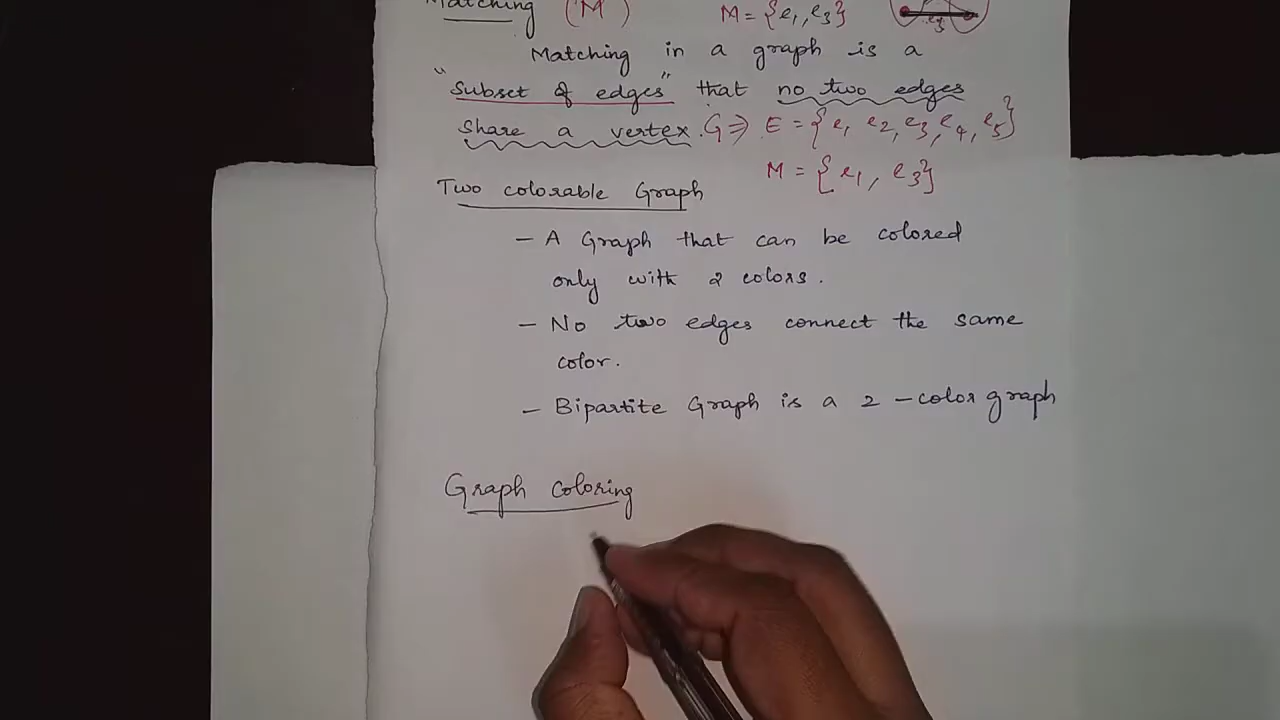 Matching (M) M = {e1, e3} e3
Matching in a graph is a
"Subset of edges" that no two edges
share a vertex. G ⇒ E = {e1 e2, e3, e4, e5}
M = {e1, e3}
Two colorable Graph
- A Graph that can be colored
only with 2 colors.
- No two edges connect the same
color.
- Bipartite Graph is a 2 - color graph
Graph coloring